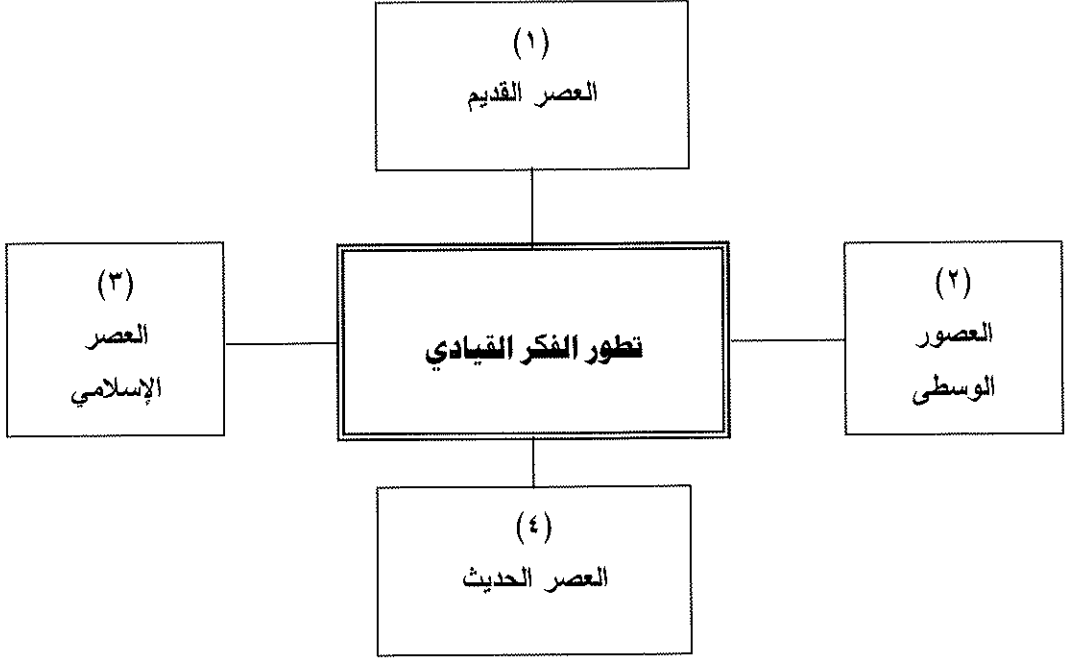 (١)
العصر القديم
(٣)
العصر
الإسلامي
تطور الفكر القيادي
(٢)
العصور
الوسطى
(٤)
العصر الحديث